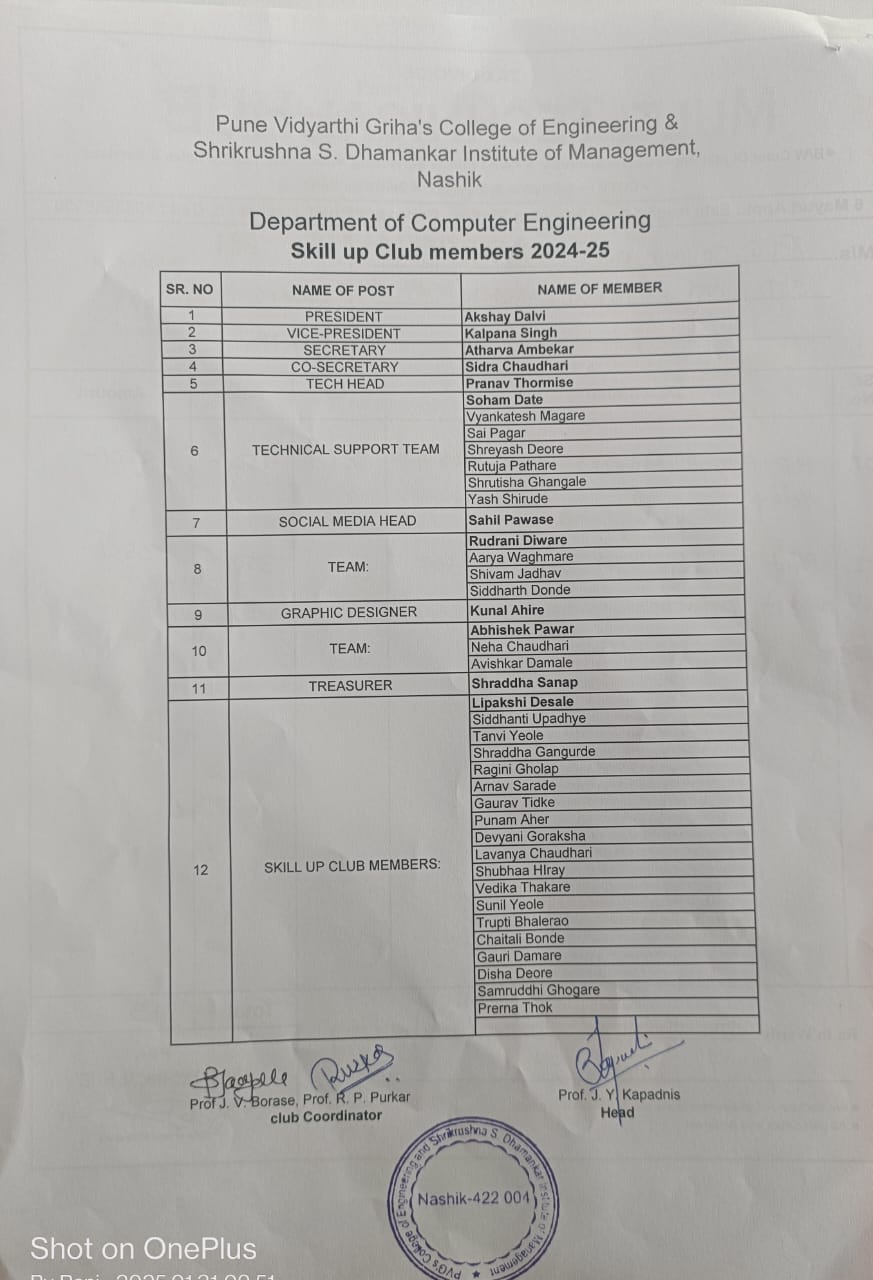 Pune Vidyarthi Griha's College of Engineering &
Shrikrushna S. Dhamankar Institute of Management,
Nashik
Department of Computer Engineering
Skill up Club members 2024-25
SR. NO NAME OF POST NAME OF MEMBER
1 PRESIDENT Akshay Dalvi
2 VICE-PRESIDENT Kalpana Singh
3 SECRETARY Atharva Ambekar
4 CO-SECRETARY Sidra Chaudhari
5 TECH HEAD Pranav Thormise
6 TECHNICAL SUPPORT TEAM Soham Date
Vyankatesh Magare
Sai Pagar
Shreyash Deore
Rutuja Pathare
Shrutisha Ghangale
Yash Shirude
7 SOCIAL MEDIA HEAD Sahil Pawase
8 TEAM: Rudrani Diware
Aarya Waghmare
Shivam Jadhav
Siddharth Donde
9 GRAPHIC DESIGNER Kunal Ahire
10 TEAM: Abhishek Pawar
Neha Chaudhari
Avishkar Damale
11 TREASURER Shraddha Sanap
12 SKILL UP CLUB MEMBERS: Lipakshi Desale
Siddhanti Upadhye
Tanvi Yeole
Shraddha Gangurde
Ragini Gholap
Arnav Sarade
Gaurav Tidke
Punam Aher
Devyani Goraksha
Lavanya Chaudhari
Shubhaa HIray
Vedika Thakare
Sunil Yeole
Trupti Bhalerao
Chaitali Bonde
Gauri Damare
Disha Deore
Samruddhi Ghogare
Prerna Thok
Prof J. V. Borase, Prof. R. P. Purkar
club Coordinator
Prof. J. Y. Kapadnis
Head
PVG's College of Engineering and Shrikrushna S. Dhamankar Institute of Management
Nashik-422 004
Shot on OnePlus